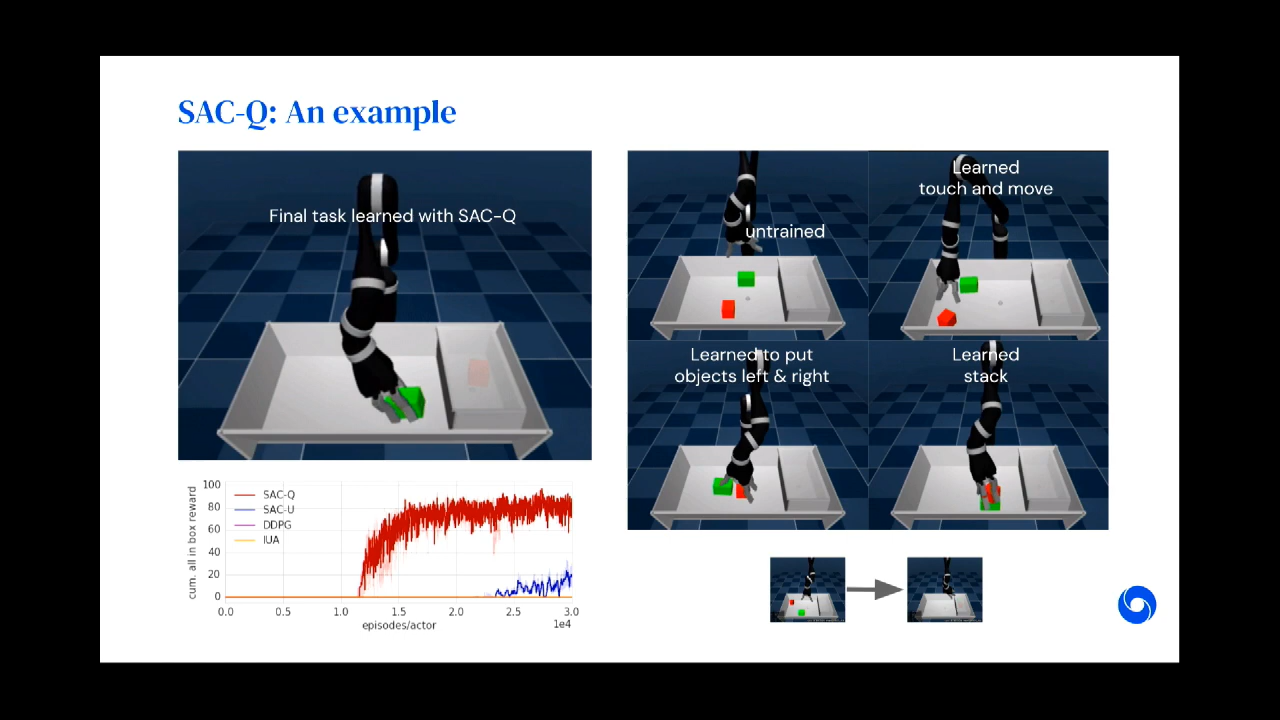 SAC-Q: An example
Final task learned with SAC-Q
untrained
Learned
touch and move
Learned to put
objects left & right
Learned
stack
cum. all in box reward
100
80
60
40
20
0
SAC-Q
SAC-U
DDPG
IUA
0.0 0.5 1.0 1.5 2.0 2.5 3.0
episodes/actor
1e4